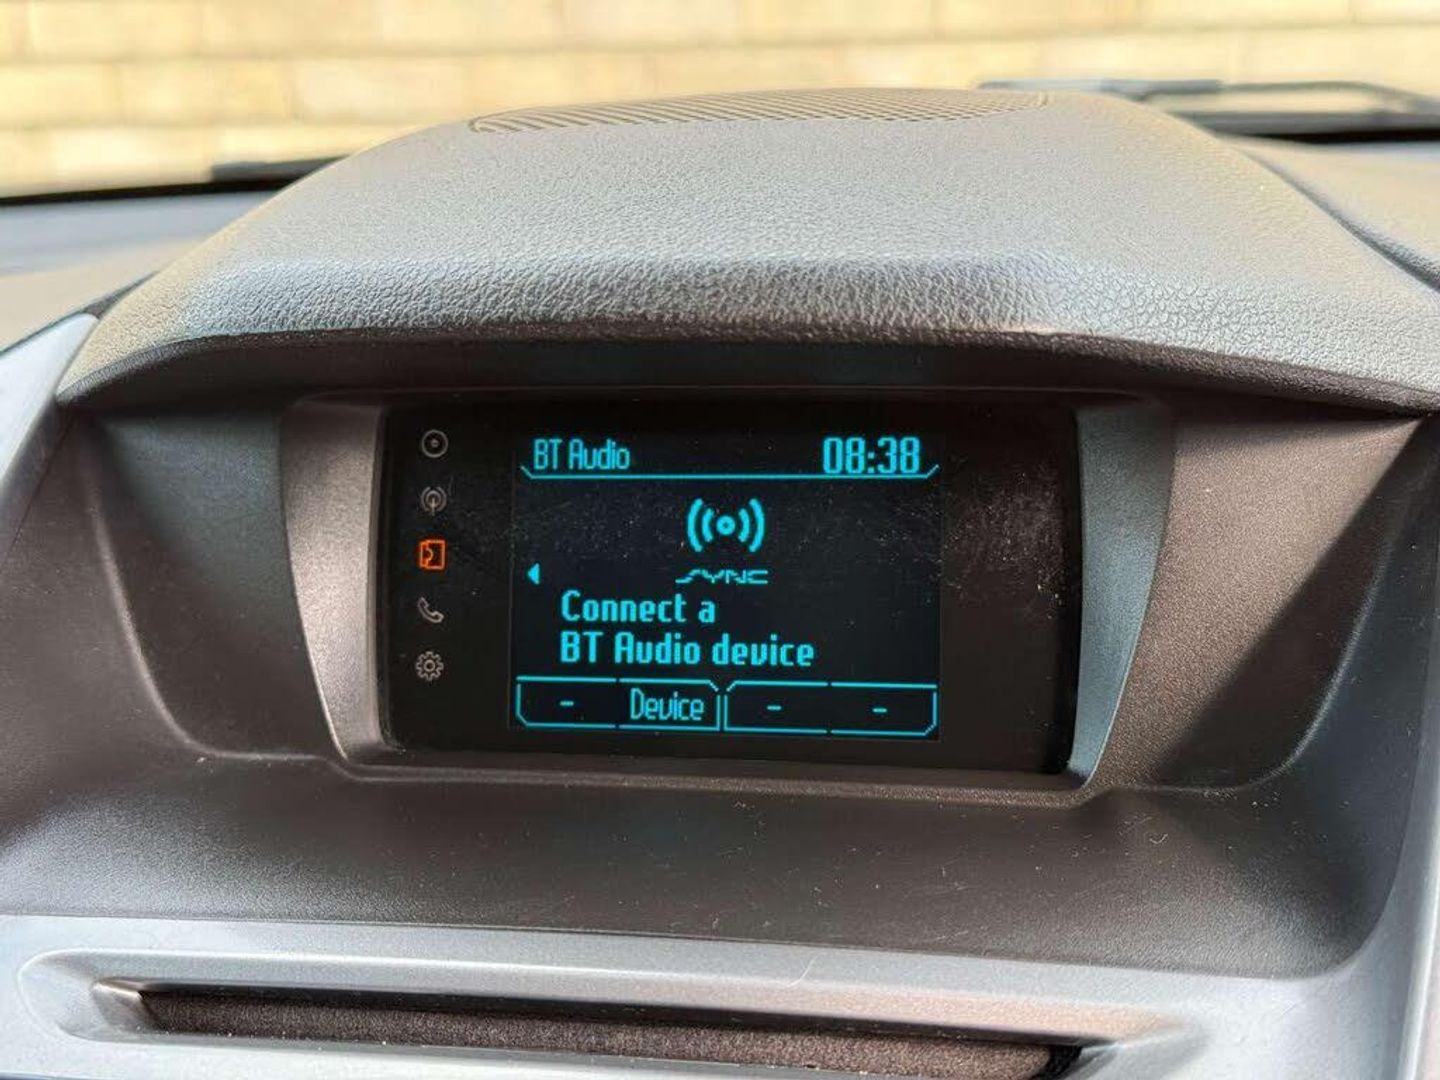 BT Audio 08:38
SYNC
Connect a
BT Audio device
- Device - -